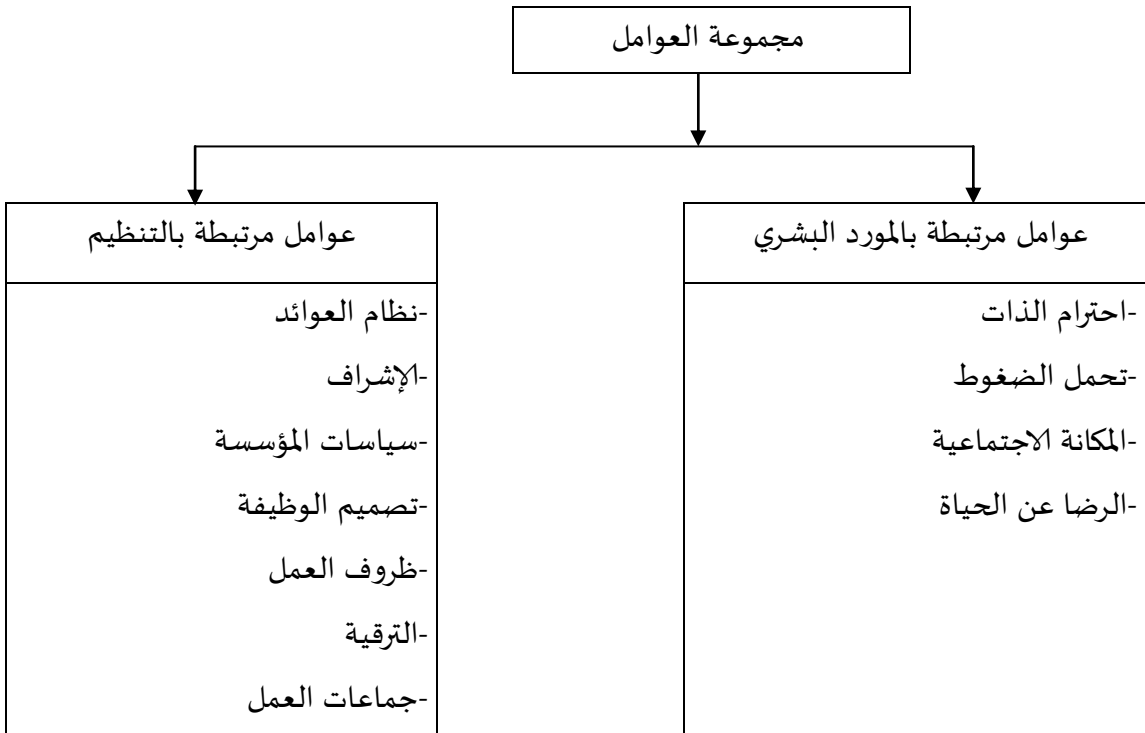 مجموعة العوامل
عوامل مرتبطة بالمورد البشري
-احترام الذات
-تحمل الضغوط
-المكانة الاجتماعية
-الرضا عن الحياة
عوامل مرتبطة بالتنظيم
-نظام العوائد
-الإشراف
-سياسات المؤسسة
-تصميم الوظيفة
-ظروف العمل
-الترقية
-جماعات العمل